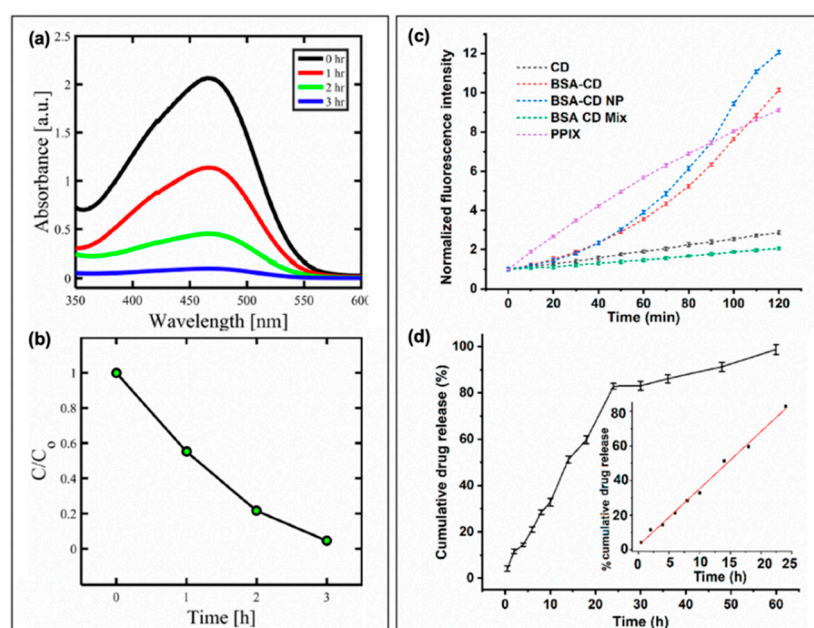 (a)
2.5
2
1.5
1
0.5
0
Absorbance [a.u.]
0 hr
1 hr
2 hr
3 hr
350 400 450 500 550 600
Wavelength [nm]
(b)
1
0.8
0.6
0.4
0.2
0
C/Co
0 1 2 3
Time [h]
(c)
12
10
8
6
4
2
0
Normalized fluorescence intensity
CD
BSA-CD
BSA-CD NP
BSA CD Mix
PPIX
0 20 40 60 80 100 120
Time (min)
(d)
100
80
60
40
20
0
Cumulative drug release (%)
0 10 20 30 40 50 60
Time (h)
80
60
40
20
0
% cumulative drug release
0 5 10 15 20 25
Time (h)